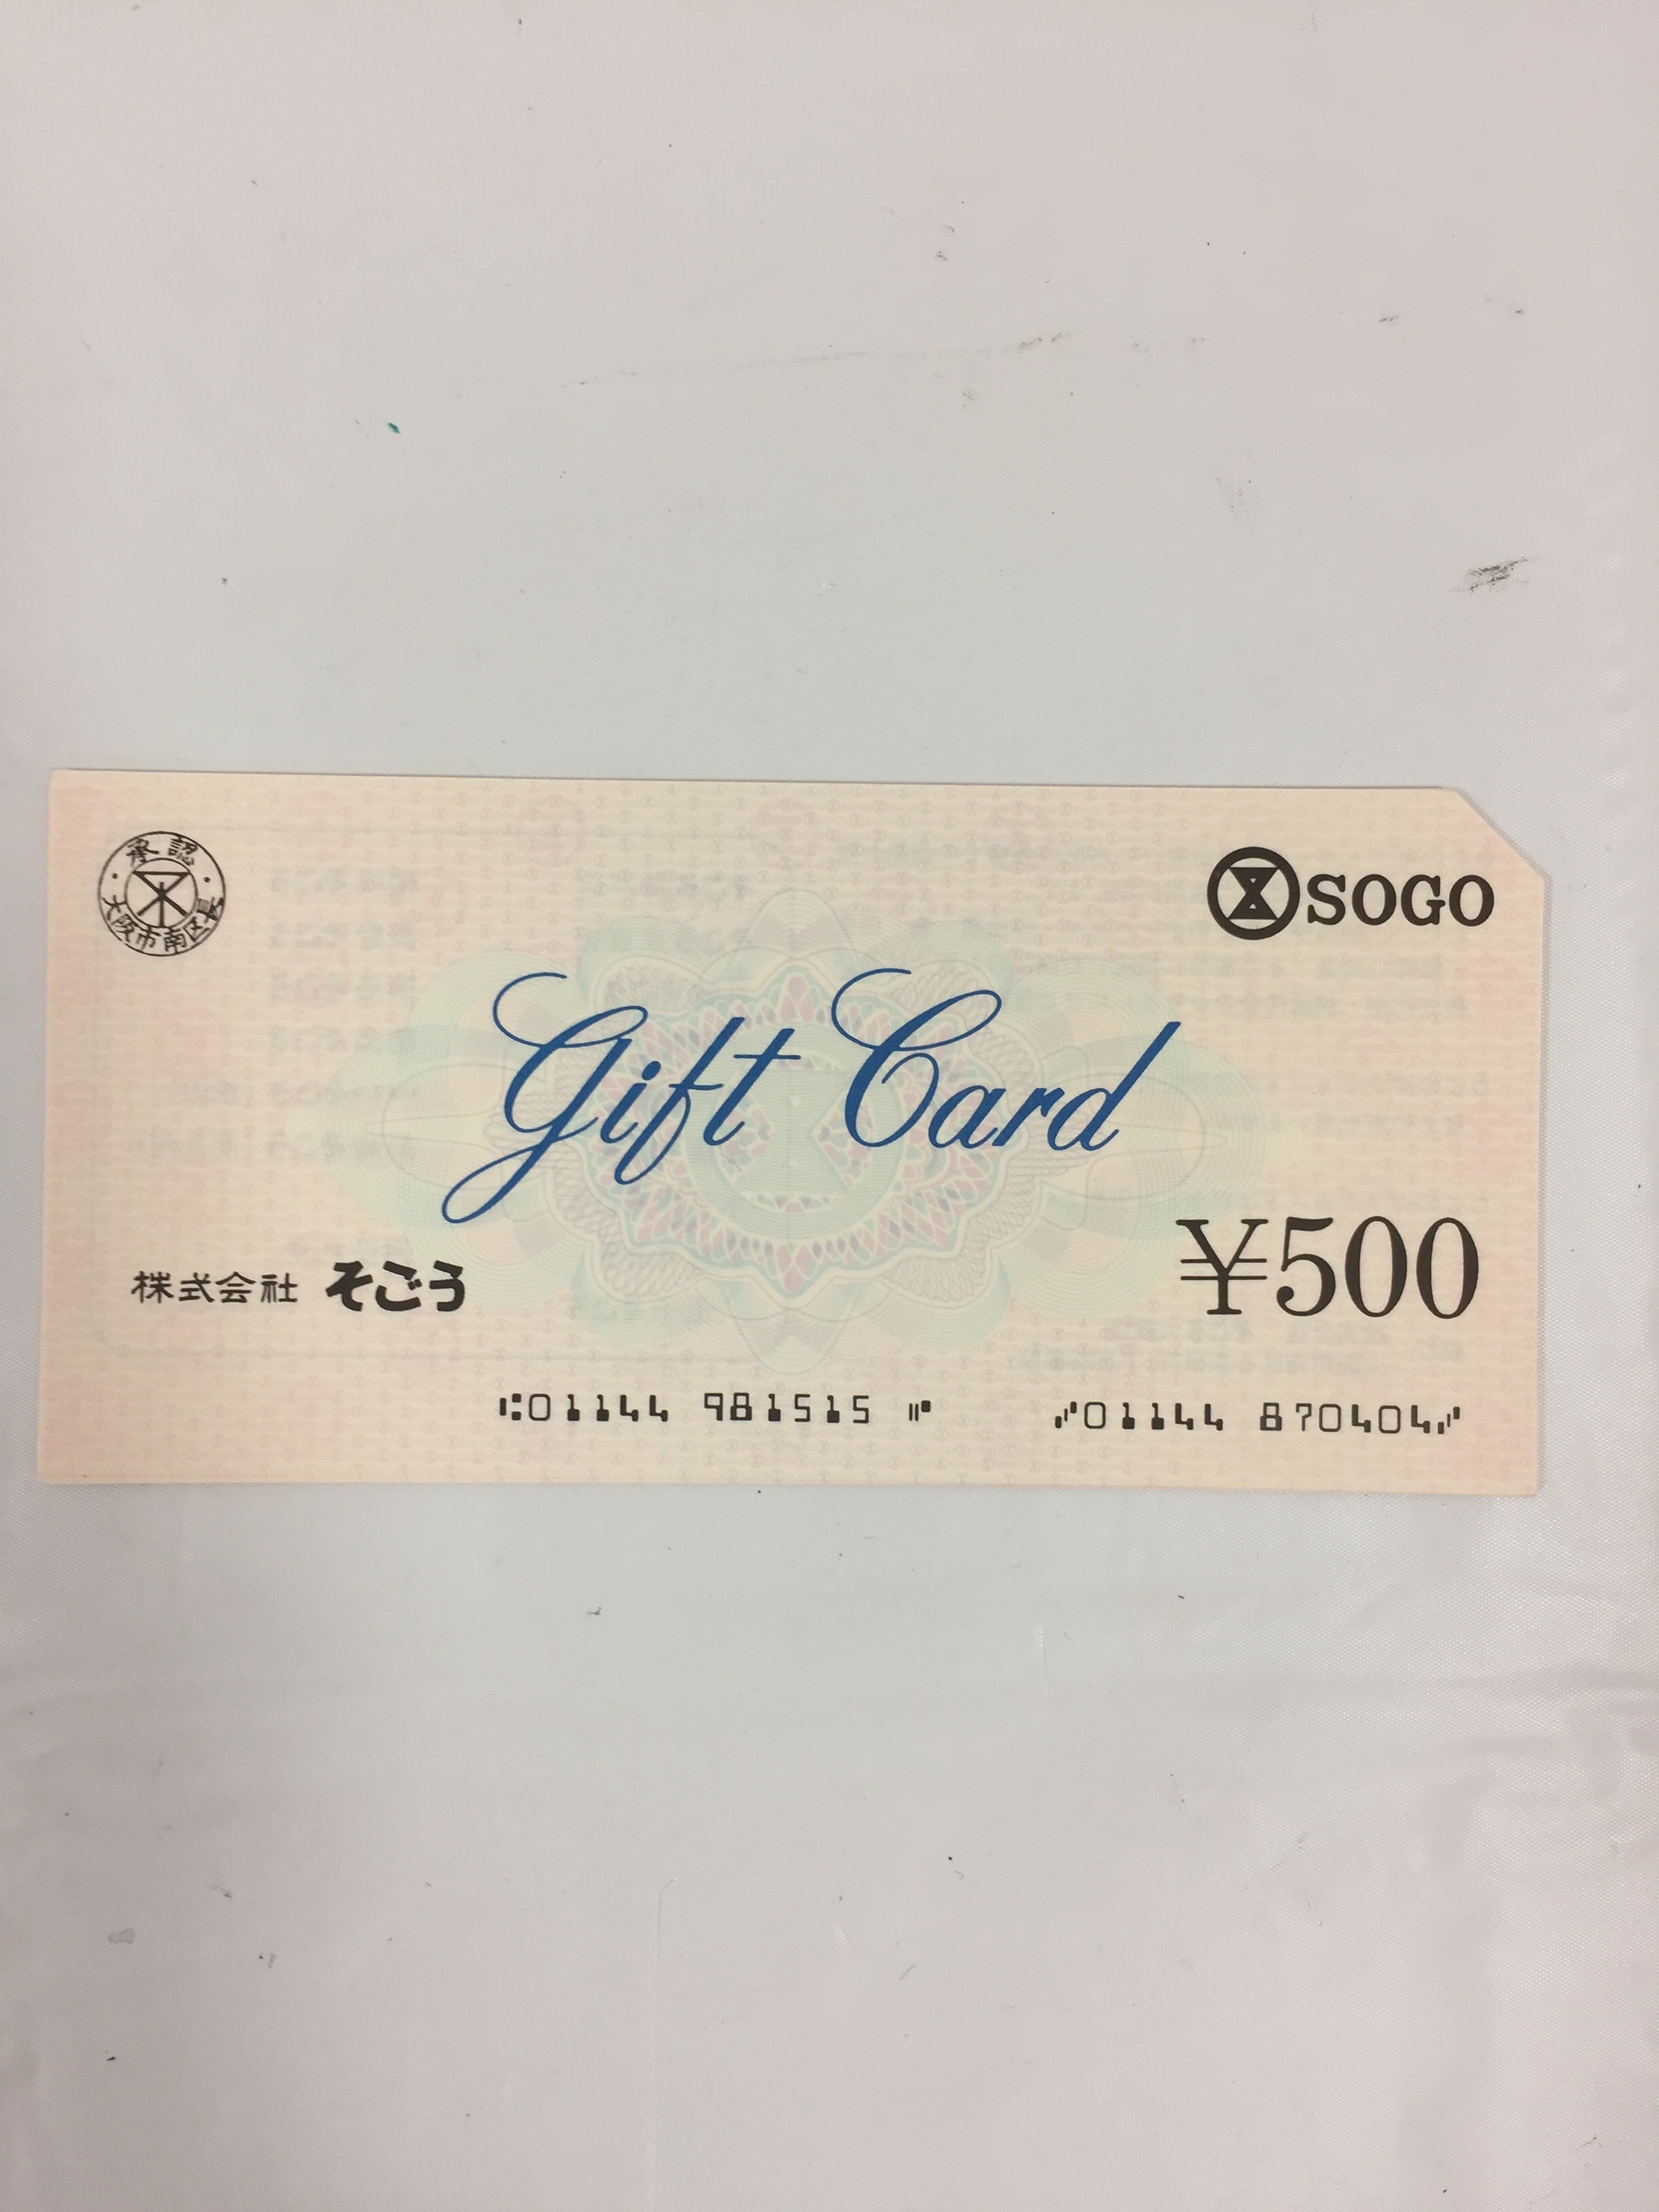 承認
大阪市南区長
SOGO
Gift Card
¥500
株式会社 そごう
01144 981515
01144 870404